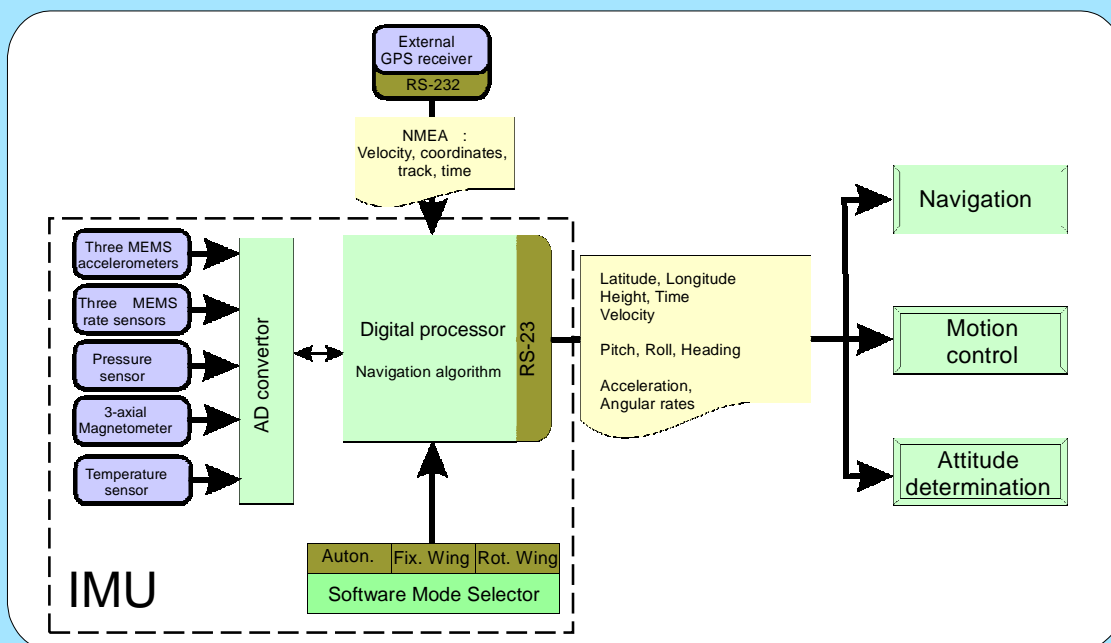 External
GPS receiver
RS-232
NMEA :
Velocity, coordinates,
track, time
Three MEMS
accelerometers
Three MEMS
rate sensors
Pressure
sensor
3-axial
Magnetometer
Temperature
sensor
AD convertor
Digital processor
Navigation algorithm
RS-23
Latitude, Longitude
Height, Time
Velocity
Pitch, Roll, Heading
Acceleration,
Angular rates
Navigation
Motion
control
Attitude
determination
Auton. Fix. Wing Rot. Wing
Software Mode Selector
IMU